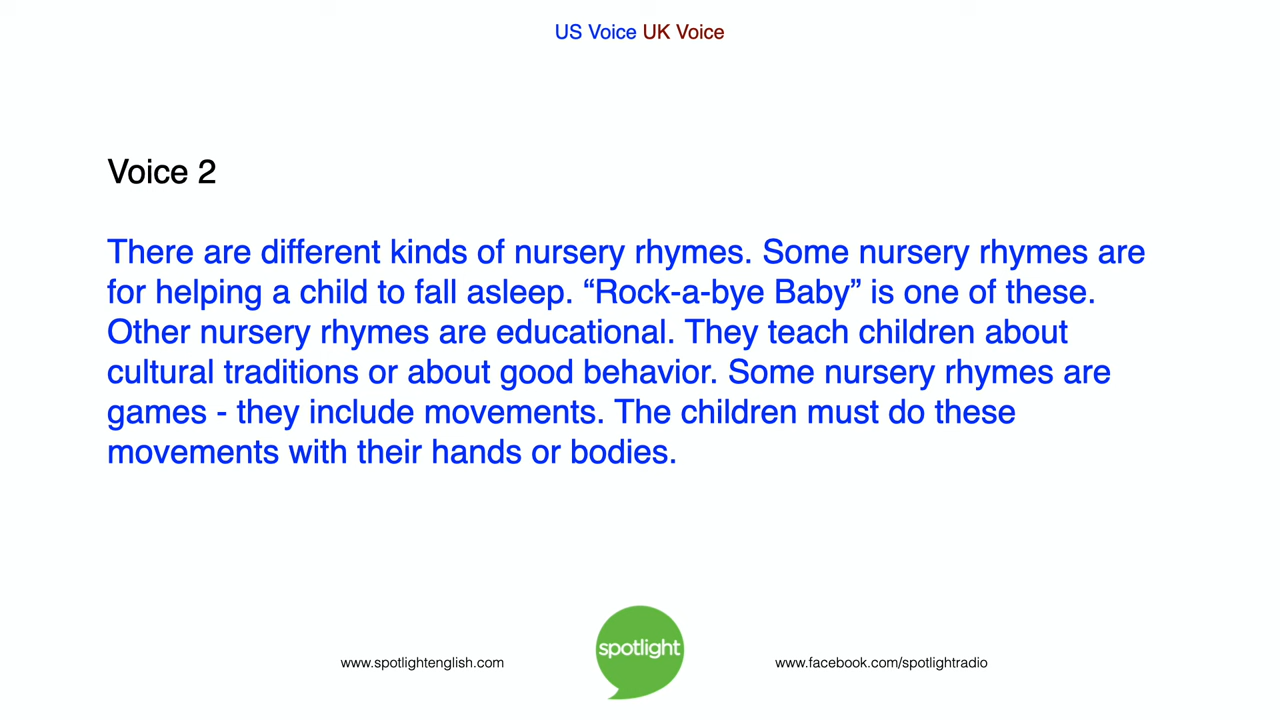 US Voice UK Voice
Voice 2
There are different kinds of nursery rhymes. Some nursery rhymes are
for helping a child to fall asleep. “Rock-a-bye Baby” is one of these.
Other nursery rhymes are educational. They teach children about
cultural traditions or about good behavior. Some nursery rhymes are
games - they include movements. The children must do these
movements with their hands or bodies.
spotlight
www.spotlightenglish.com
www.facebook.com/spotlightradio